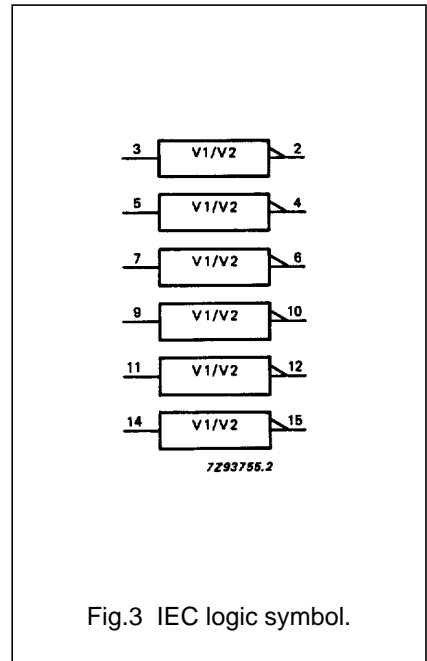 3 V1/V2 2
5 V1/V2 4
7 V1/V2 6
9 V1/V2 10
11 V1/V2 12
14 V1/V2 15
7Z93756.2
Fig.3 IEC logic symbol.